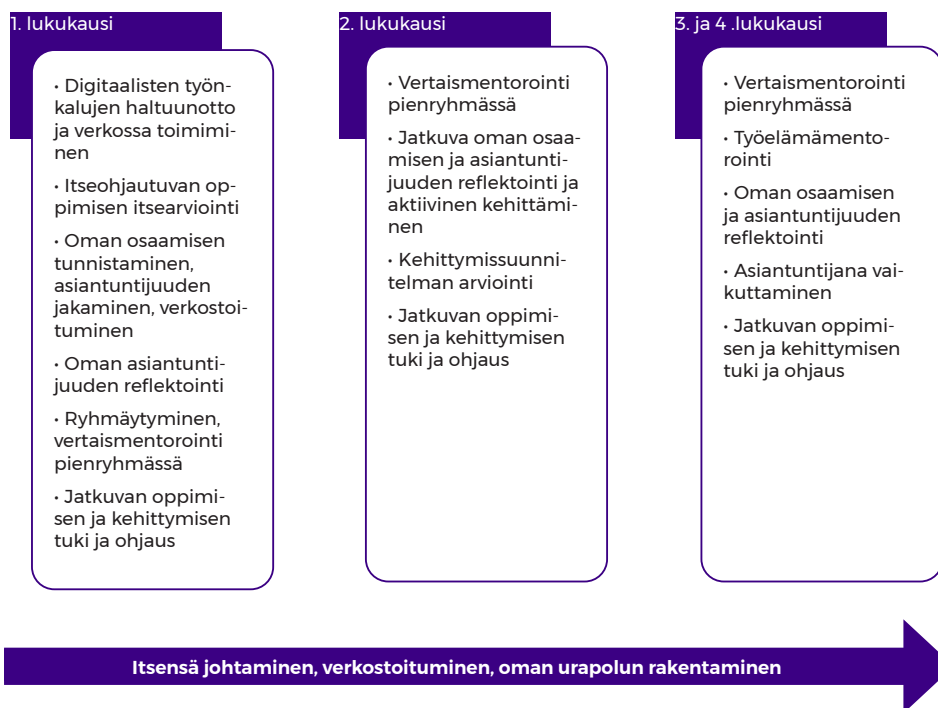 1. lukukausi
• Digitaalisten työn-
kalujen haltuunotto
ja verkossa toimimi-
nen
• Itseohjautuvan op-
pimisen itsearviointi
• Oman osaamisen
tunnistaminen,
asiantuntijuuden
jakaminen, verkostoi-
tuminen
• Oman asiantunti-
juuden reflektointi
• Ryhmäytyminen,
vertaismentorointi
pienryhmässä
• Jatkuvan oppimi-
sen ja kehittymisen
tuki ja ohjaus
2. lukukausi
• Vertaismentorointi
pienryhmässä
• Jatkuva oman osaa-
misen ja asiantunti-
juuden reflektointi ja
aktiivinen kehittämi-
nen
• Kehittymissuunni-
telman arviointi
• Jatkuvan oppimi-
sen ja kehittymisen
tuki ja ohjaus
3. ja 4 .lukukausi
• Vertaismentorointi
pienryhmässä
• Työelämämento-
rointi
• Oman osaamisen
ja asiantuntijuuden
reflektointi
• Asiantuntijana vai-
kuttaminen
• Jatkuvan oppimi-
sen ja kehittymisen
tuki ja ohjaus
Itsensä johtaminen, verkostoituminen, oman urapolun rakentaminen